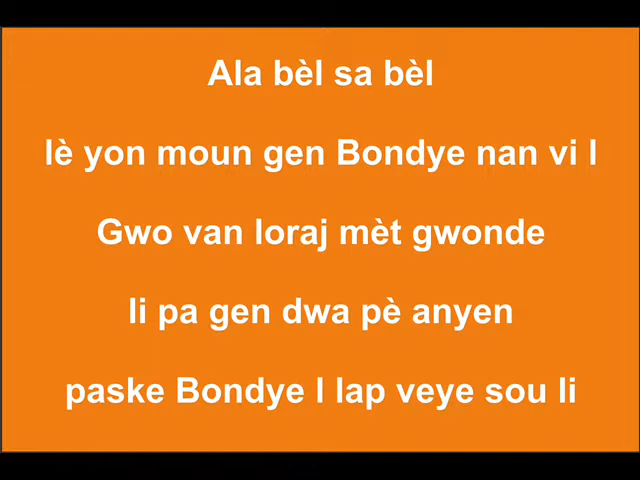 Ala bèl sa bèl
lè yon moun gen Bondye nan vi l
Gwo van loraj mèt gwonde
li pa gen dwa pè anyen
paske Bondye l lap veye sou li